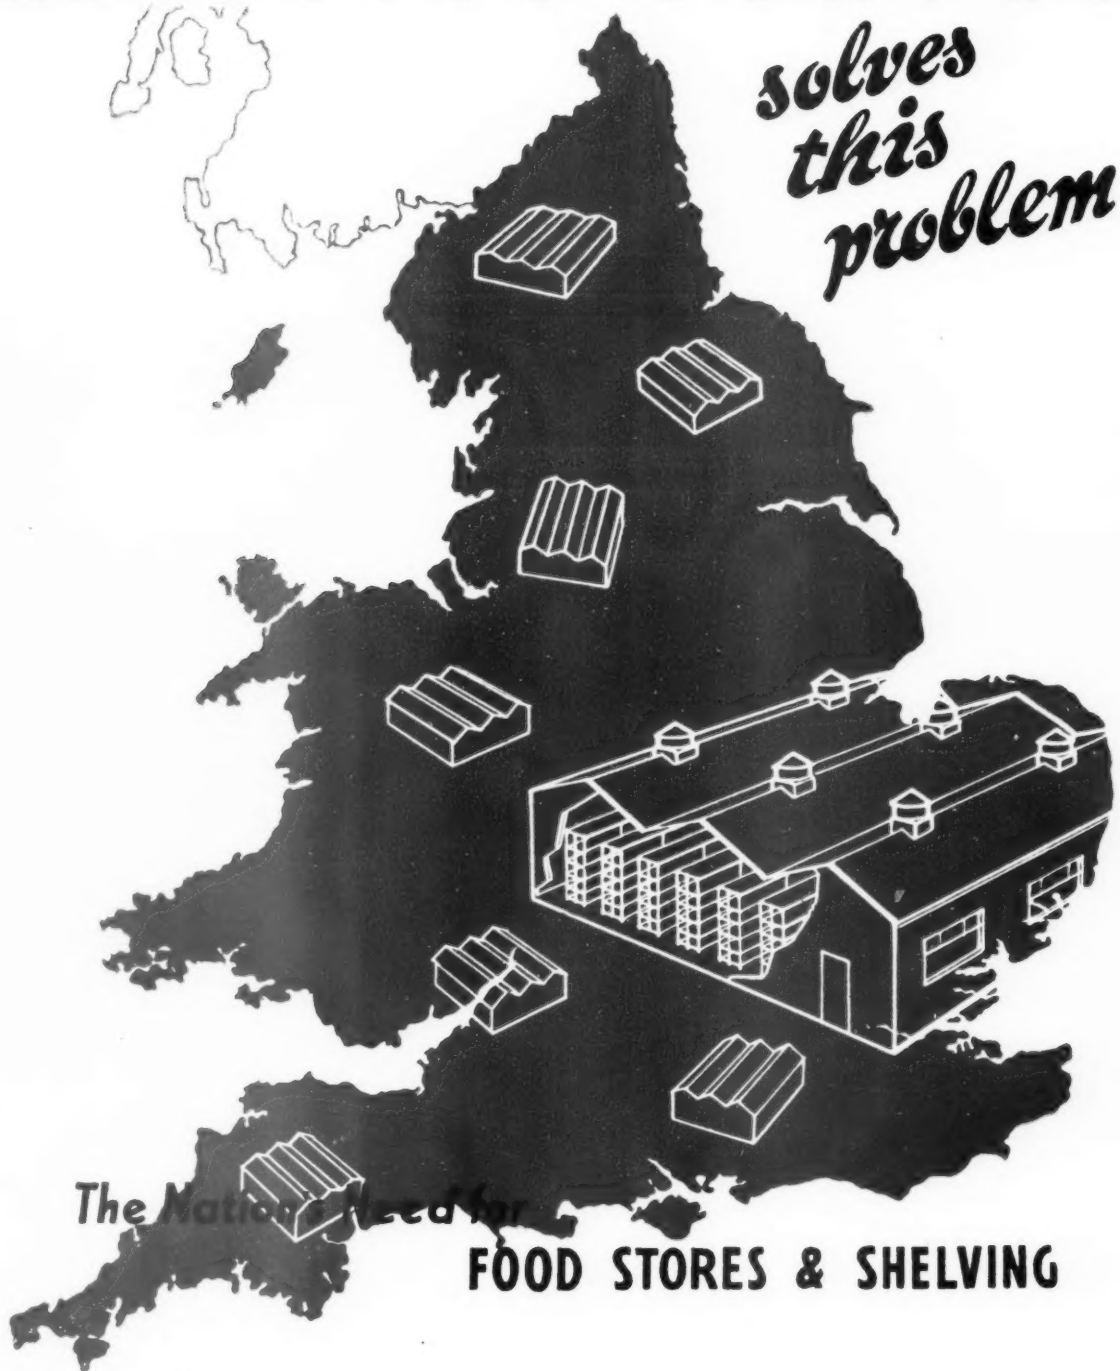 solves
this
problem
The Nation's Need for
FOOD STORES & SHELVING